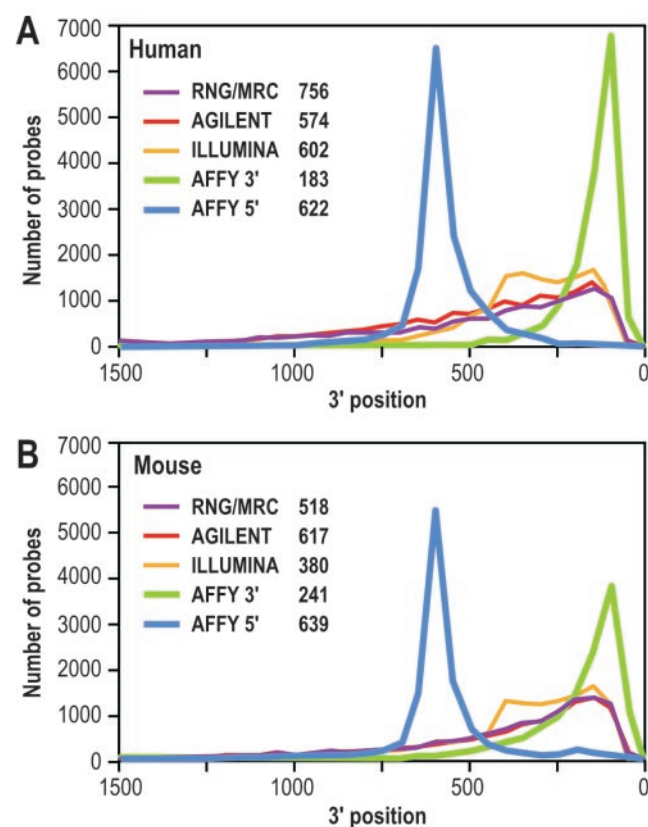 A
Human
RNG/MRC 756
AGILENT 574
ILLUMINA 602
AFFY 3' 183
AFFY 5' 622
Number of probes
7000
6000
5000
4000
3000
2000
1000
0
1500 1000 500 0
3' position
B
Mouse
RNG/MRC 518
AGILENT 617
ILLUMINA 380
AFFY 3' 241
AFFY 5' 639
Number of probes
7000
6000
5000
4000
3000
2000
1000
0
1500 1000 500 0
3' position